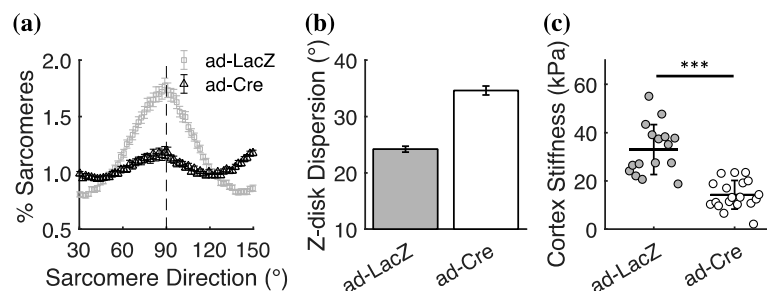 (a)
2.0
1.5
1.0
0.5
30
60
90
120
150
% Sarcomeres
Sarcomere Direction (°)
ad-LacZ
ad-Cre
(b)
40
30
20
10
Z-disk Dispersion (°)
ad-LacZ
ad-Cre
(c)
60
40
20
0
Cortex Stiffness (kPa)
***
ad-LacZ
ad-Cre